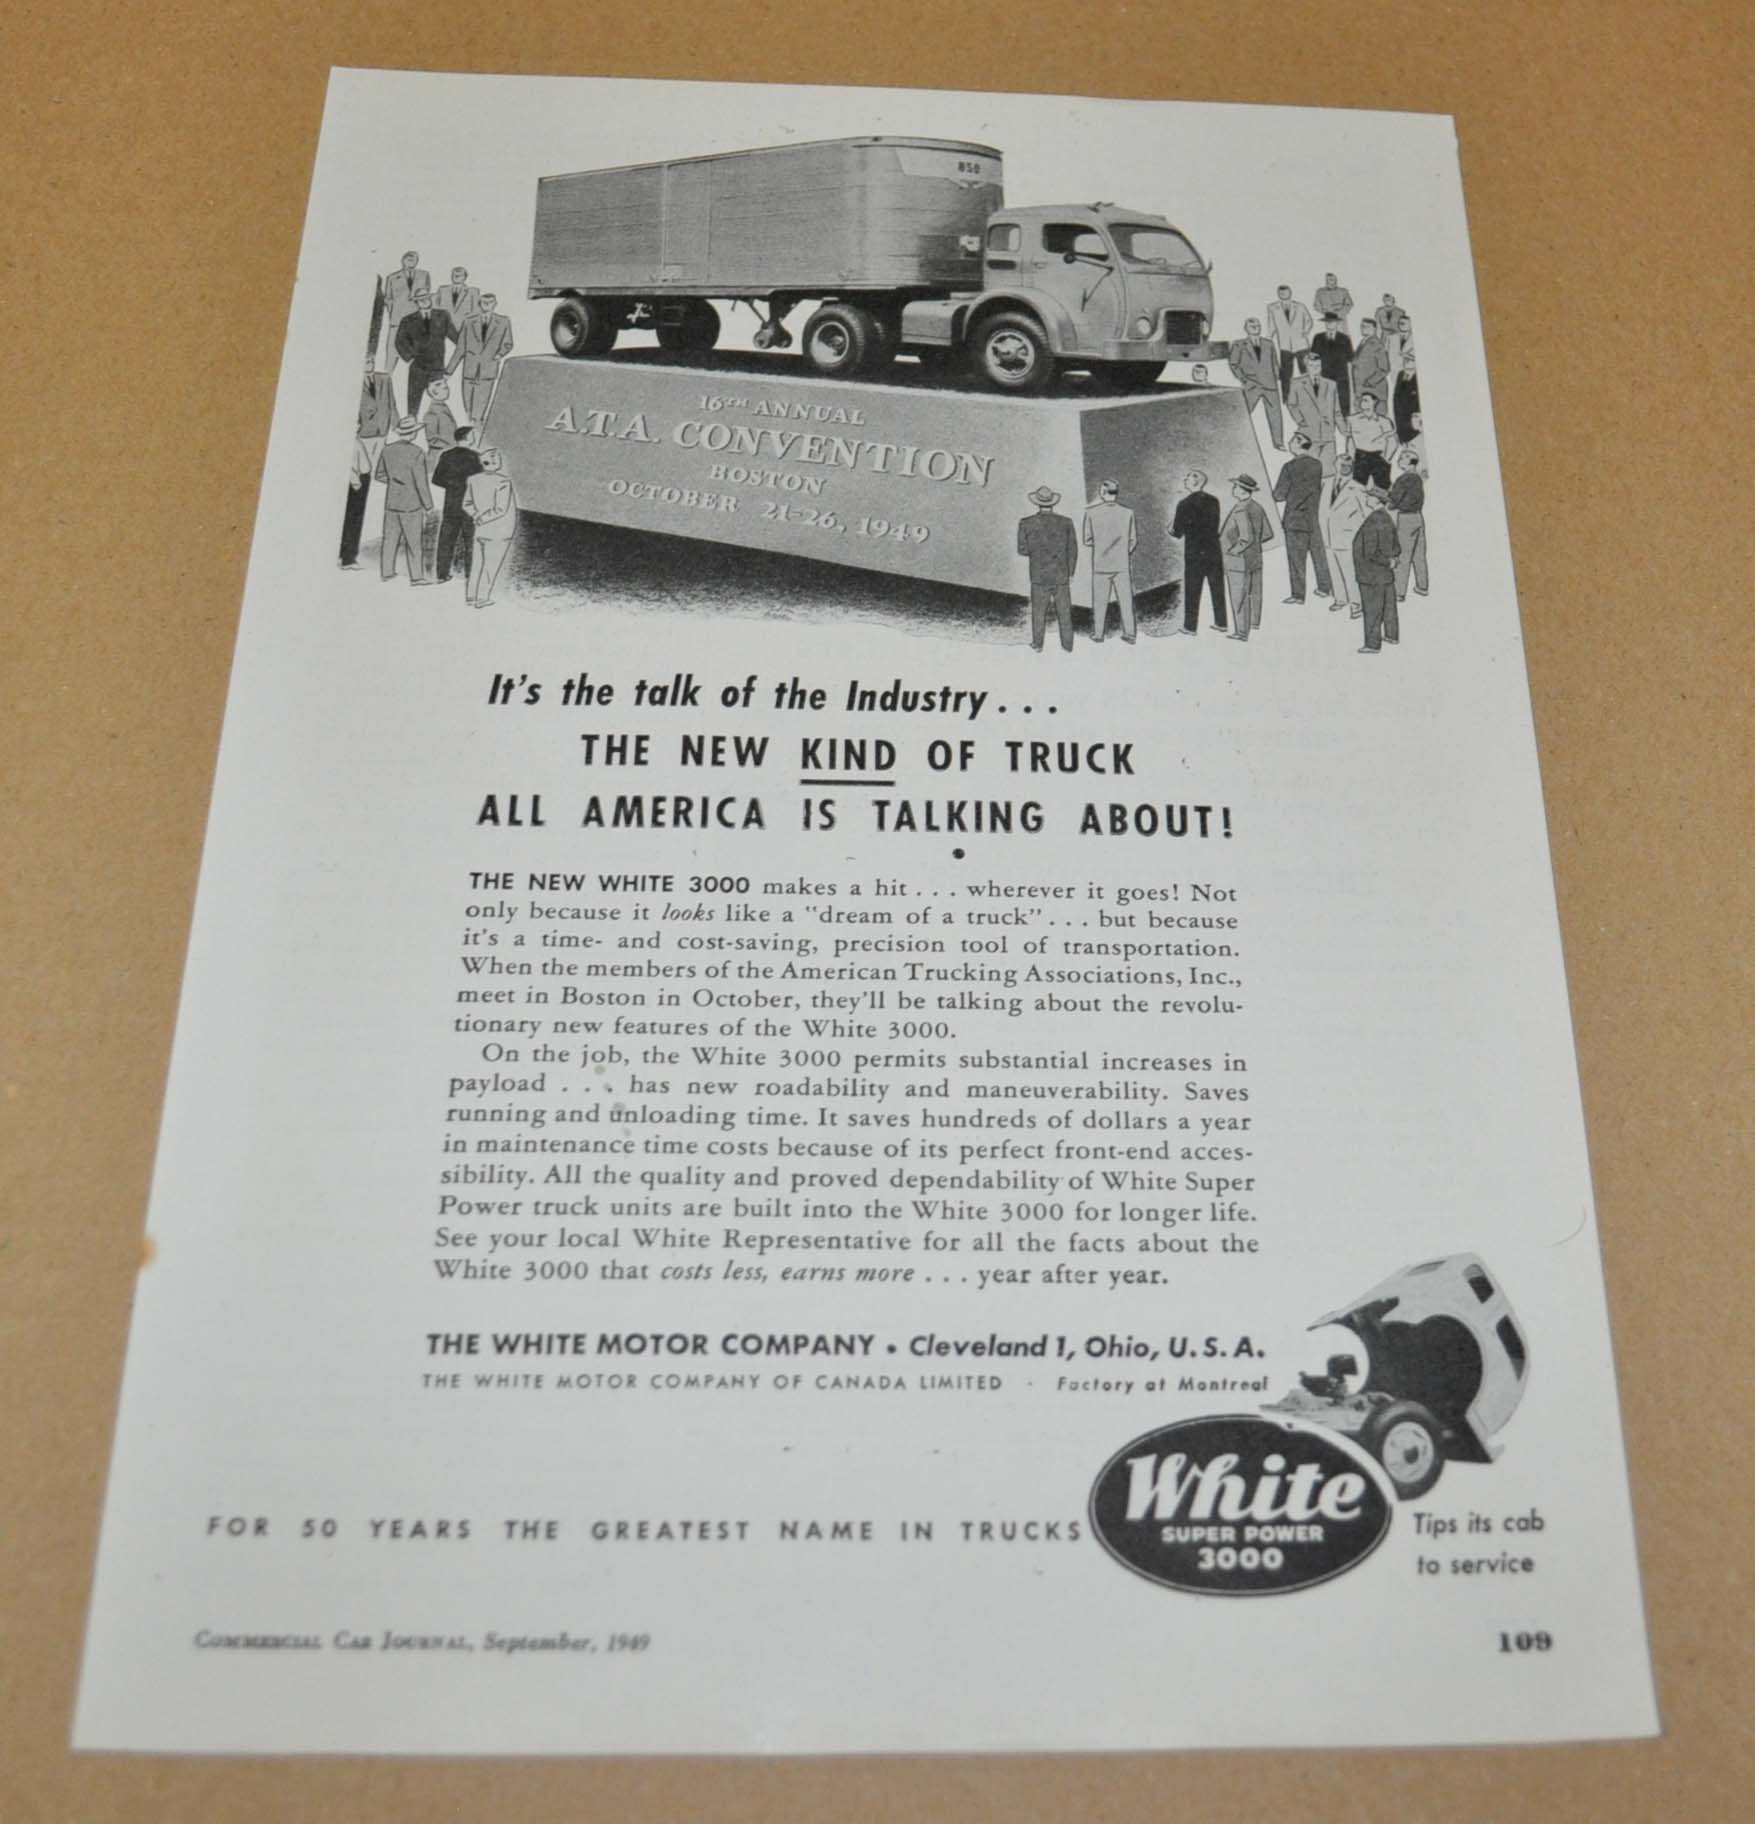 850
16TH ANNUAL
A.T.A. CONVENTION
BOSTON
OCTOBER 21-26, 1949
It's the talk of the Industry . . .
THE NEW KIND OF TRUCK
ALL AMERICA IS TALKING ABOUT!
THE NEW WHITE 3000 makes a hit . . . wherever it goes! Not
only because it looks like a "dream of a truck" . . . but because
it's a time- and cost-saving, precision tool of transportation.
When the members of the American Trucking Associations, Inc.,
meet in Boston in October, they'll be talking about the revolu-
tionary new features of the White 3000.
On the job, the White 3000 permits substantial increases in
payload . . . has new roadability and maneuverability. Saves
running and unloading time. It saves hundreds of dollars a year
in maintenance time costs because of its perfect front-end acces-
sibility. All the quality and proved dependability of White Super
Power truck units are built into the White 3000 for longer life.
See your local White Representative for all the facts about the
White 3000 that costs less, earns more . . . year after year.
THE WHITE MOTOR COMPANY • Cleveland 1, Ohio, U.S.A.
THE WHITE MOTOR COMPANY OF CANADA LIMITED · Factory at Montreal
FOR 50 YEARS THE GREATEST NAME IN TRUCKS
White
SUPER POWER
3000
Tips its cab
to service
COMMERCIAL CAR JOURNAL, September, 1949
109